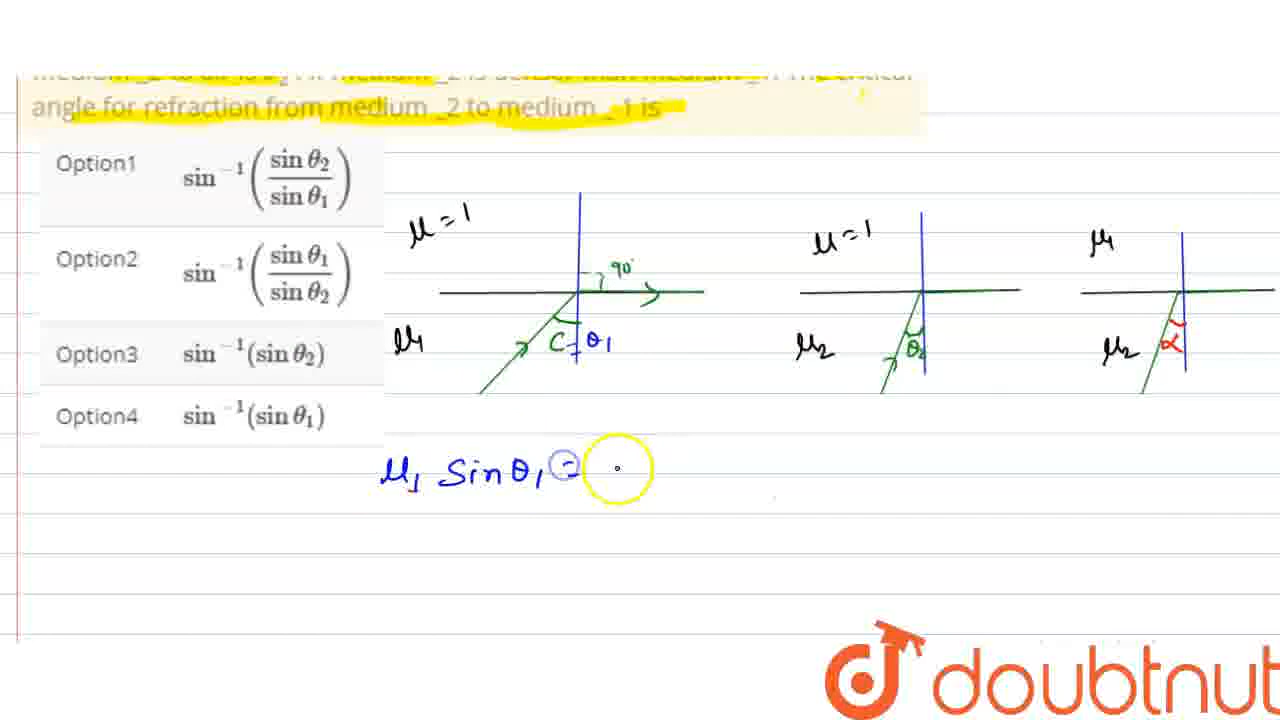 angle for refraction from medium _2 to medium _ 1 is
Option1 sin⁻¹(sin θ₂ / sin θ₁)
Option2 sin⁻¹(sin θ₁ / sin θ₂)
Option3 sin⁻¹(sin θ₂)
Option4 sin⁻¹(sin θ₁)
μ = 1
90°
μ₁
C = θ₁
μ = 1
μ₂
θ₂
μ₁
μ₂
α
μ₁ Sin θ₁ =
doubtnut